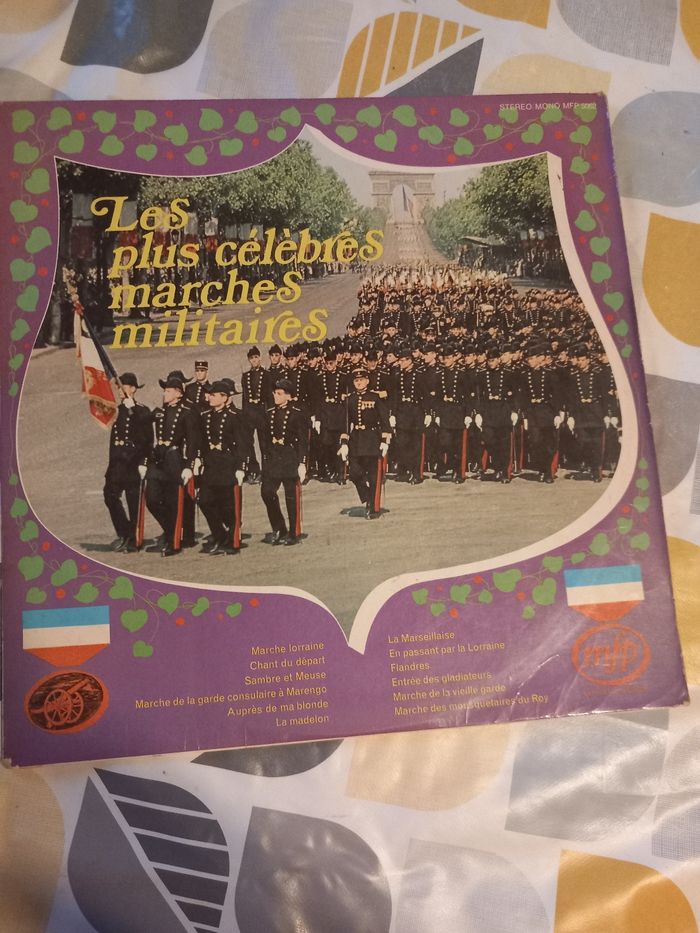 STEREO MONO MFP 5062
Les
plus célèbres
marches
militaires
Marche lorraine
Chant du départ
Sambre et Meuse
Marche de la garde consulaire à Marengo
Auprès de ma blonde
La madelon
La Marseillaise
En passant par la Lorraine
Flandres
Entrée des gladiateurs
Marche de la vieille garde
Marche des mousquetaires du Roy
mfp